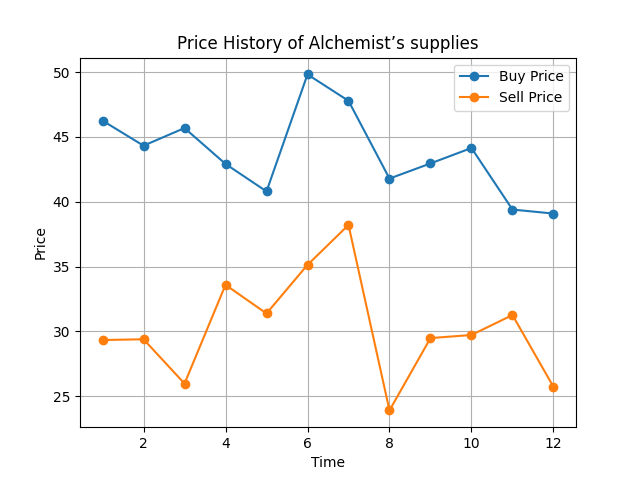 Price History of Alchemist’s supplies
Buy Price
Sell Price
50
45
40
35
30
25
Price
2 4 6 8 10 12
Time